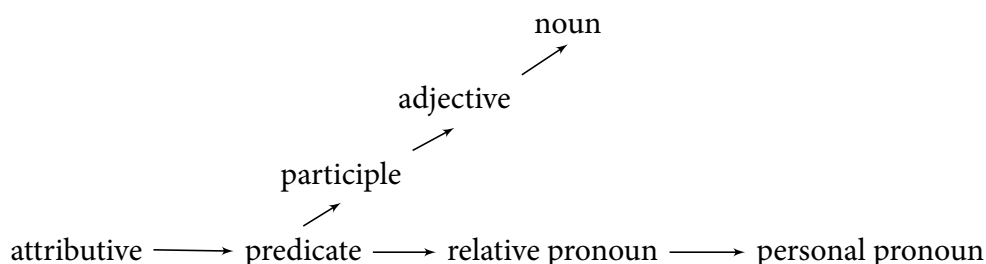 noun
adjective
participle
attributive predicate relative pronoun personal pronoun